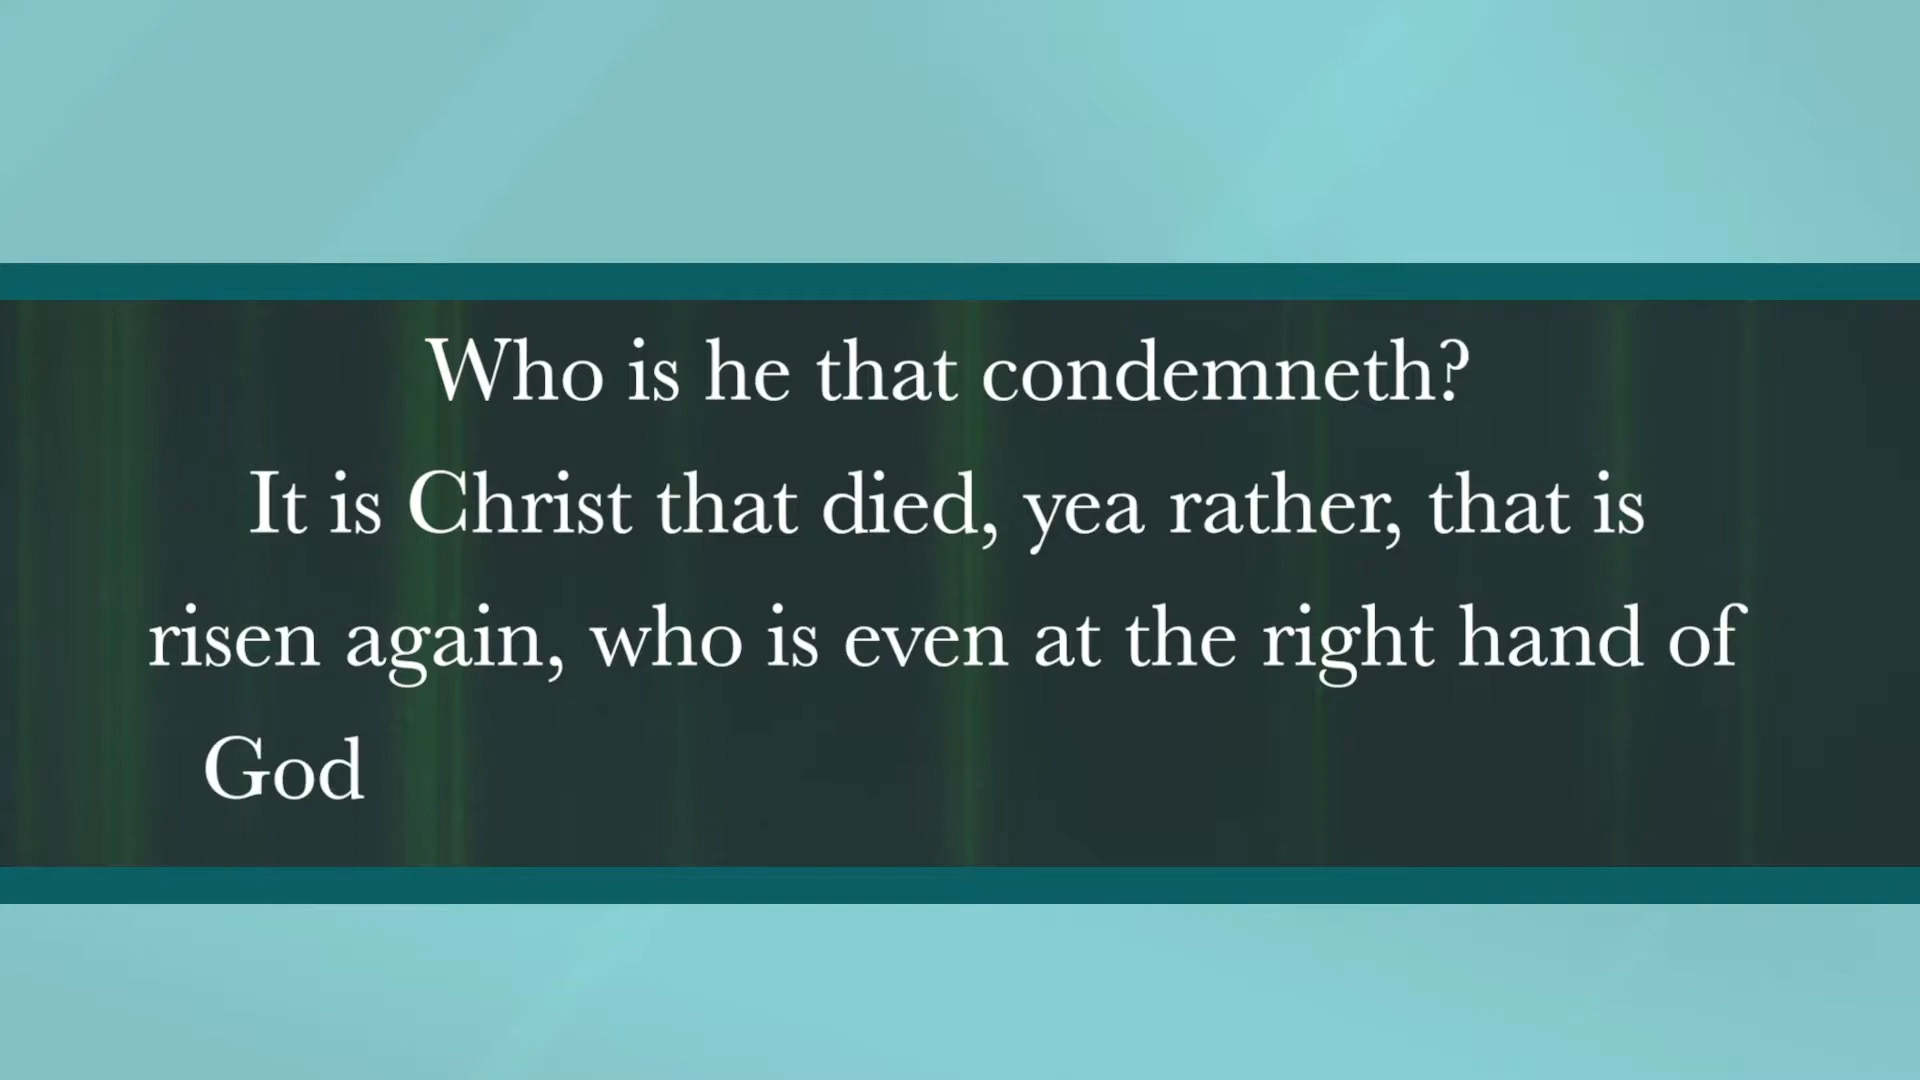 Who is he that condemneth?
It is Christ that died, yea rather, that is
risen again, who is even at the right hand of
God